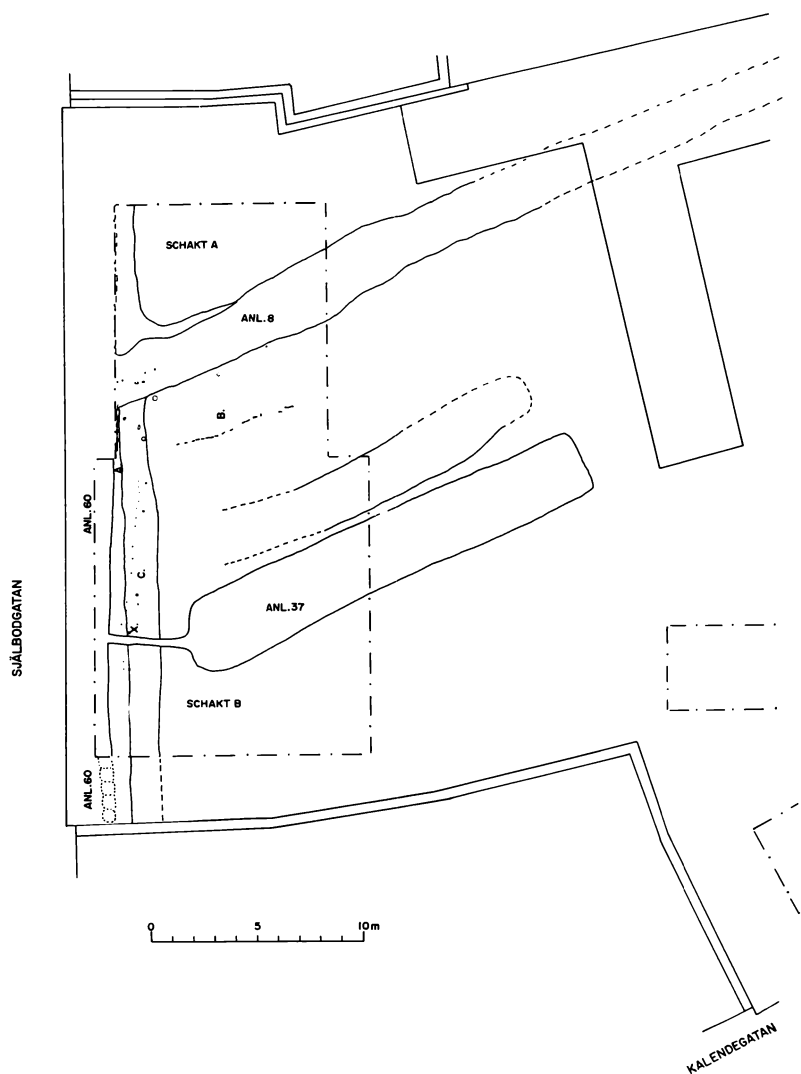 SCHAKT A
ANL.8
B.
A.
ANL.60
C.
X.
ANL.37
SJÄLBODGATAN
SCHAKT B
ANL.60
0 5 10m
KALENDEGATAN